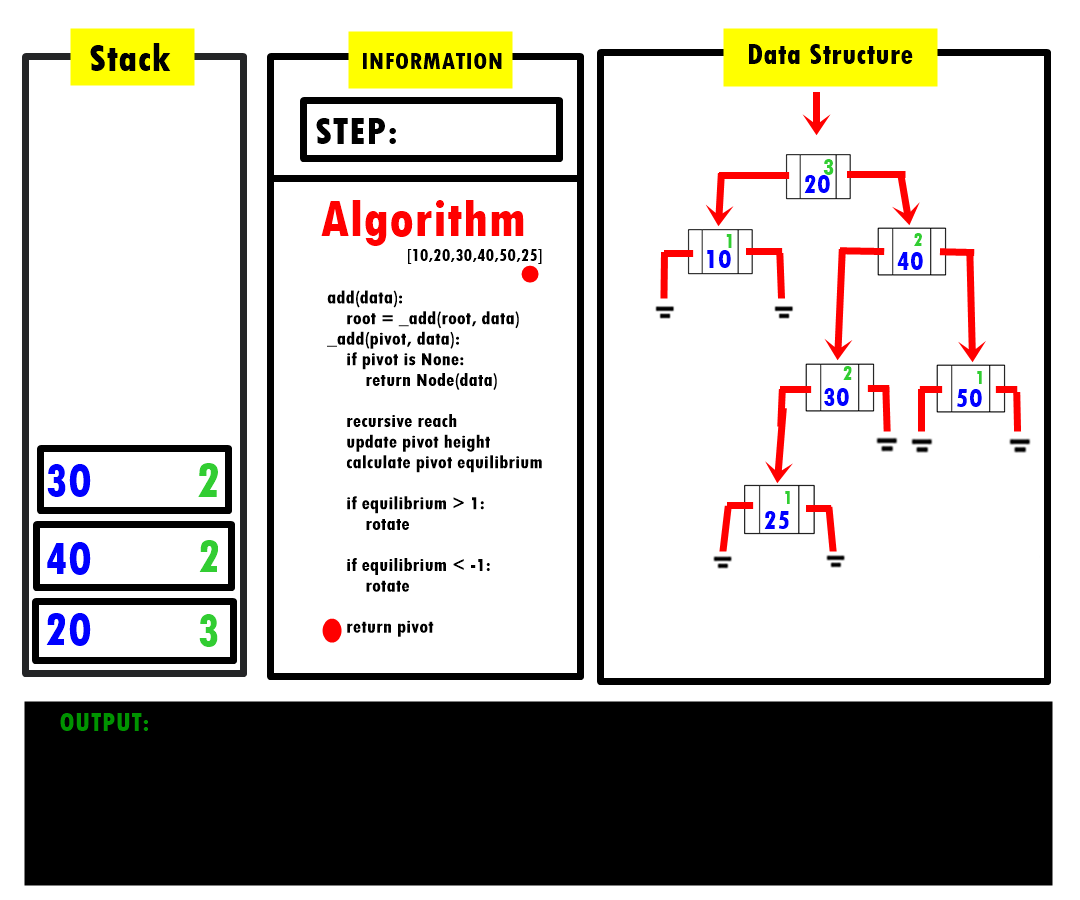 Stack
30 2
40 2
20 3
INFORMATION
STEP:
Algorithm
[10,20,30,40,50,25]
add(data):
root = _add(root, data)
_add(pivot, data):
if pivot is None:
return Node(data)
recursive reach
update pivot height
calculate pivot equilibrium
if equilibrium > 1:
rotate
if equilibrium < -1:
rotate
return pivot
Data Structure
3
20
1
10
2
40
2
30
1
50
1
25
OUTPUT: